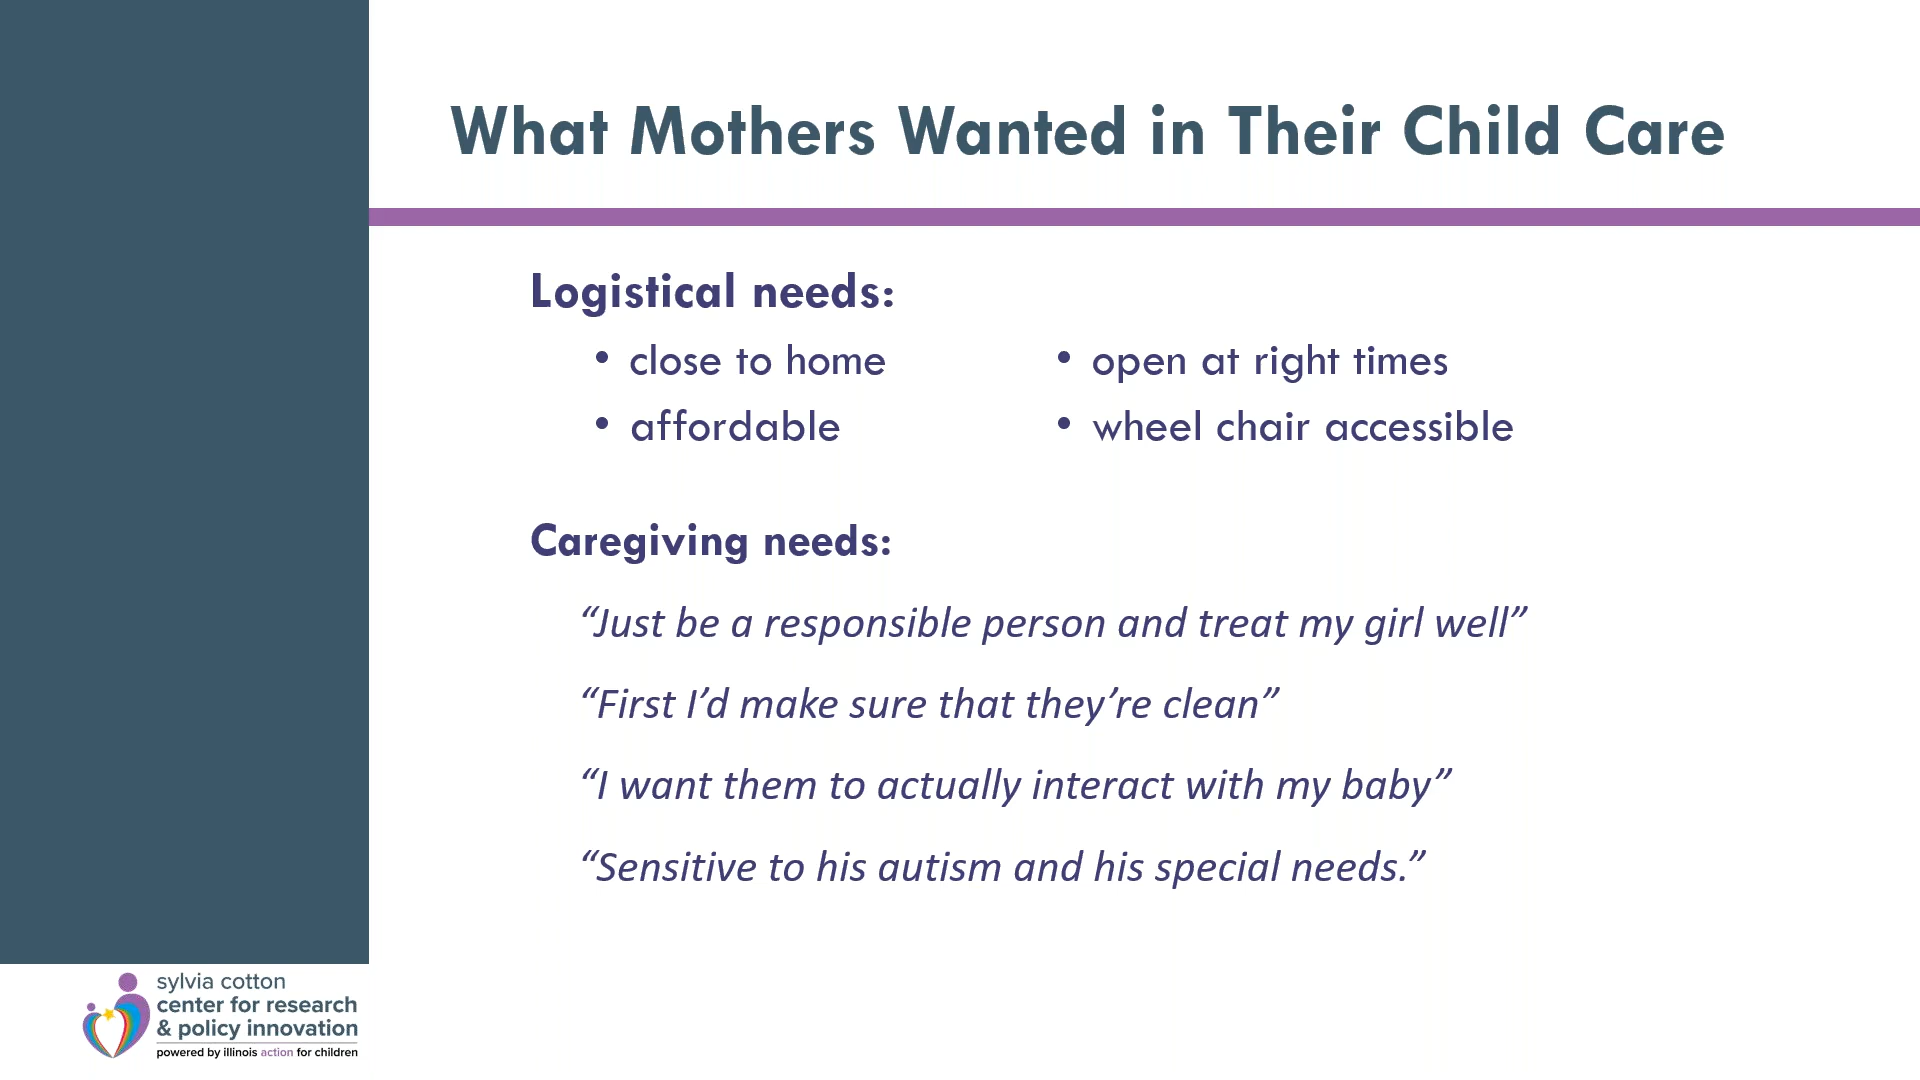 What Mothers Wanted in Their Child Care
Logistical needs:
• close to home
• affordable
• open at right times
• wheel chair accessible
Caregiving needs:
“Just be a responsible person and treat my girl well”
“First I’d make sure that they’re clean”
“I want them to actually interact with my baby”
“Sensitive to his autism and his special needs.”
sylvia cotton
center for research
& policy innovation
powered by illinois action for children